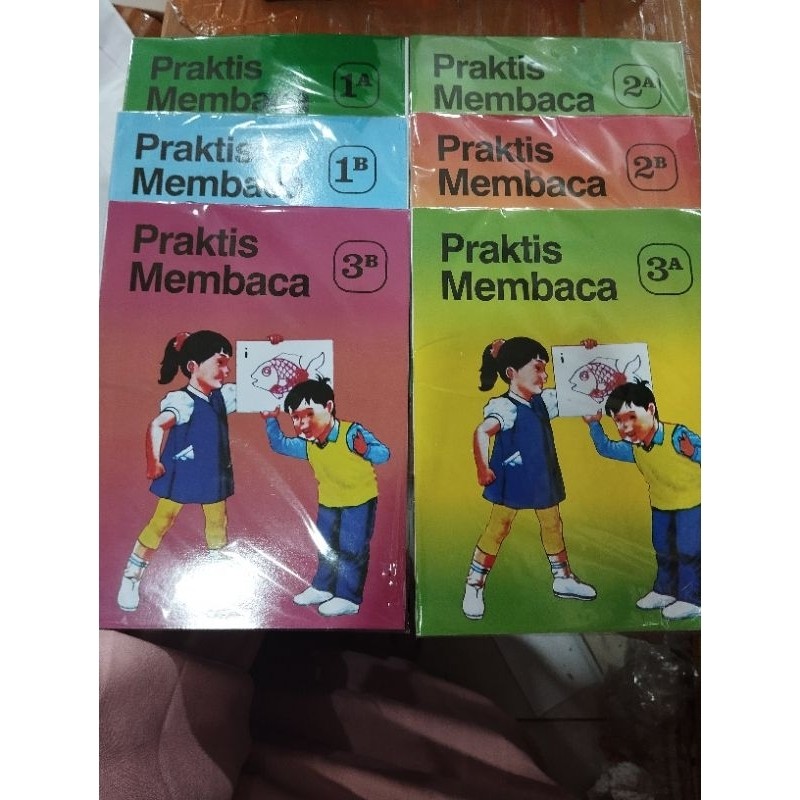 Praktis
Membaca
1A
Praktis
Membaca
2A
Praktis
Membaca
1B
Praktis
Membaca
2B
Praktis
Membaca
3B
i
Praktis
Membaca
3A
i